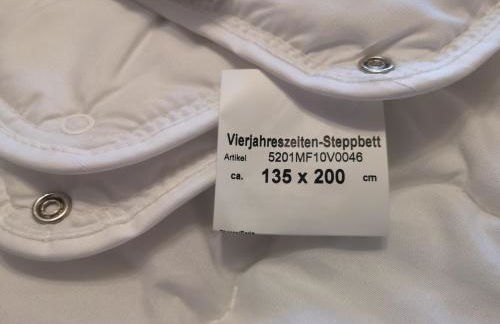 Vierjahreszeiten-Steppbett
Artikel 5201MF10V0046
ca. 135 x 200 cm